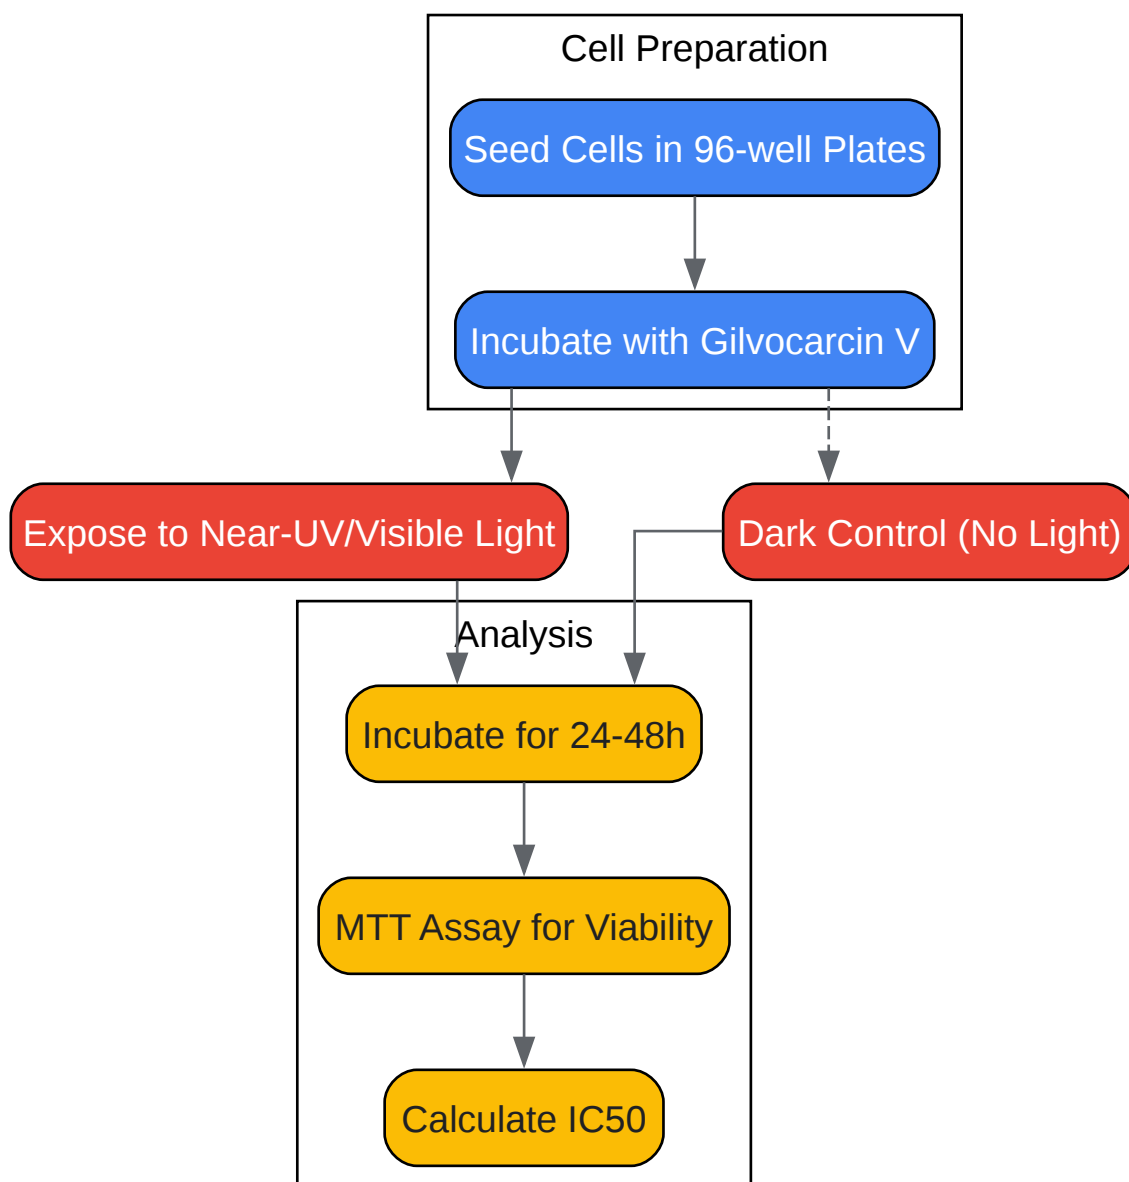 Cell Preparation
Seed Cells in 96-well Plates
Incubate with Gilvocarcin V
Expose to Near-UV/Visible Light
Dark Control (No Light)
Analysis
Incubate for 24-48h
MTT Assay for Viability
Calculate IC50